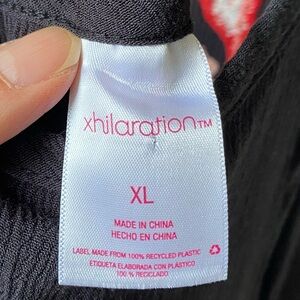 xhilaration™
XL
MADE IN CHINA
HECHO EN CHINA
LABEL MADE FROM 100% RECYCLED PLASTIC
ETIQUETA ELABORADA CON PLÁSTICO
100 % RECICLADO